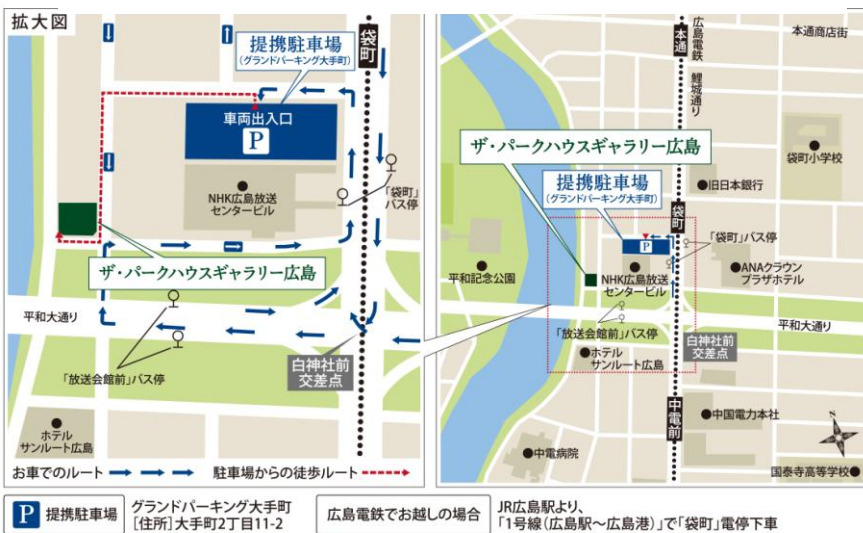 拡大図
袋町
提携駐車場
(グランドパーキング大手町)
車両出入口
P
NHK広島放送
センタービル
「袋町」
バス停
ザ・パークハウスギャラリー広島
平和大通り
「放送会館前」バス停
白神社前
交差点
ホテル
サンルート広島
お車でのルート
駐車場からの徒歩ルート
本通
広島電鉄
鯉城通り
本通商店街
袋町小学校
ザ・パークハウスギャラリー広島
旧日本銀行
提携駐車場
(グランドパーキング大手町)
袋町
P
「袋町」バス停
平和記念公園
NHK広島放送
センタービル
ANAクラウン
プラザホテル
「放送会館前」バス停
平和大通り
白神社前
交差点
ホテル
サンルート広島
中電前
中国電力本社
中電病院
N
国泰寺高等学校
P 提携駐車場
グランドパーキング大手町
[住所]大手町2丁目11-2
広島電鉄でお越しの場合
JR広島駅より、
「1号線(広島駅〜広島港)」で「袋町」電停下車